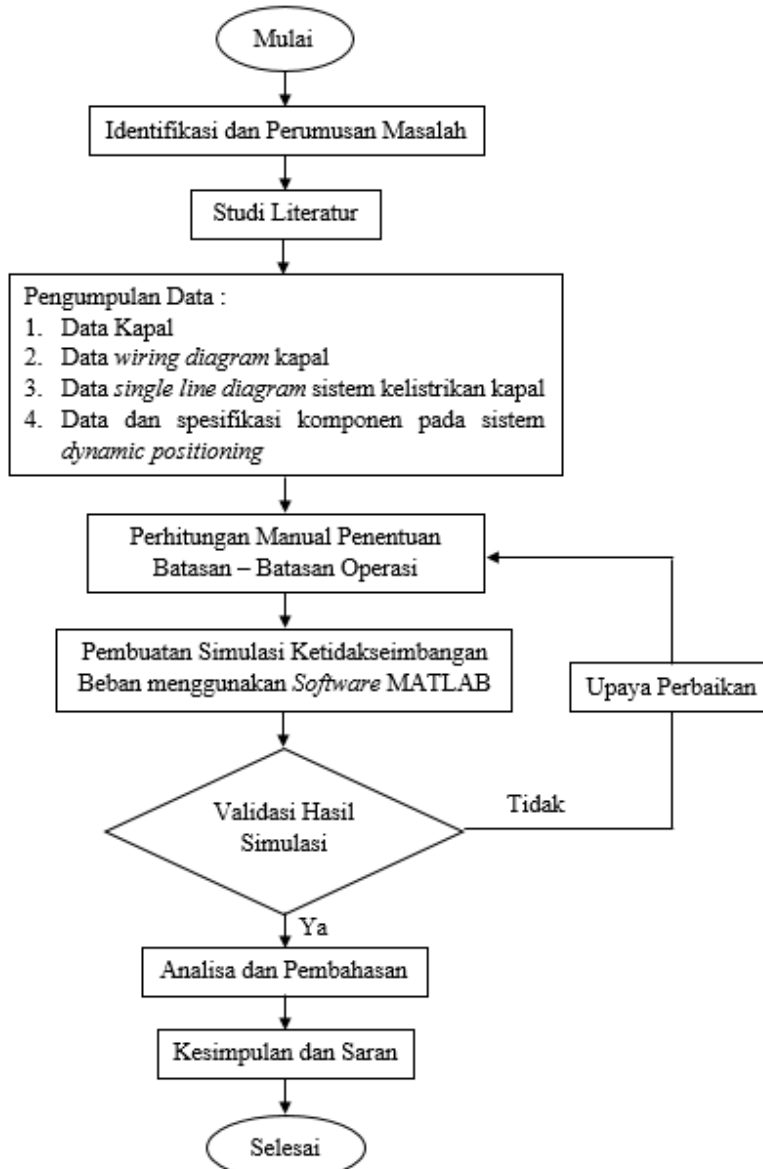 Mulai
Identifikasi dan Perumusan Masalah
Studi Literatur
Pengumpulan Data :
1. Data Kapal
2. Data wiring diagram kapal
3. Data single line diagram sistem kelistrikan kapal
4. Data dan spesifikasi komponen pada sistem
dynamic positioning
Perhitungan Manual Penentuan
Batasan – Batasan Operasi
Pembuatan Simulasi Ketidakseimbangan
Beban menggunakan Software MATLAB
Upaya Perbaikan
Validasi Hasil
Simulasi
Tidak
Ya
Analisa dan Pembahasan
Kesimpulan dan Saran
Selesai